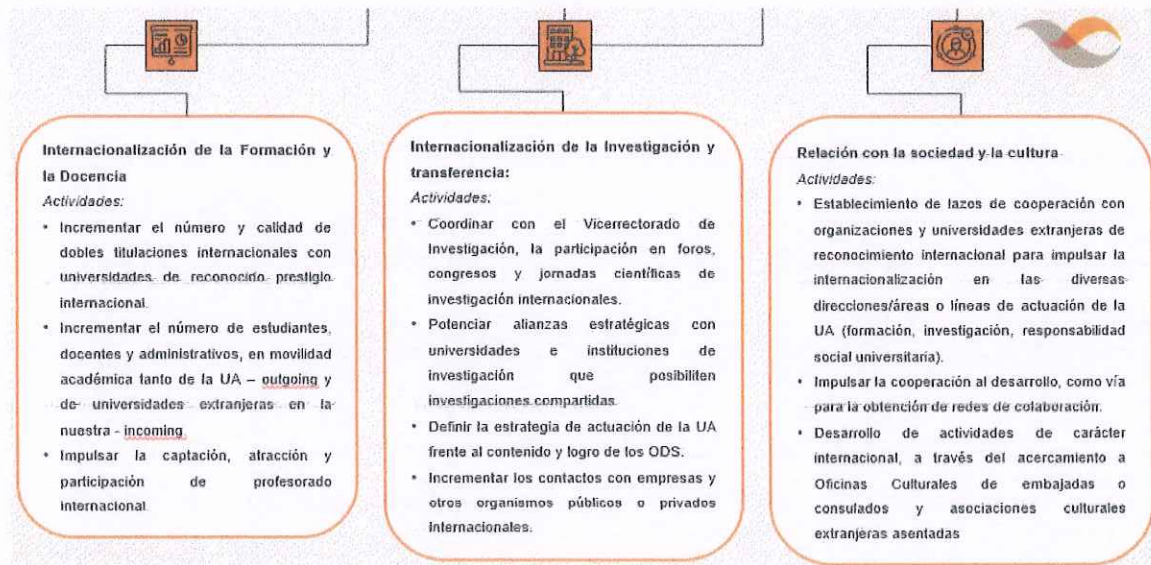 Internacionalización de la Formación y
la Docencia
Actividades:
• Incrementar el número y calidad de
dobles titulaciones internacionales con
universidades de reconocido prestigio
internacional.
• Incrementar el número de estudiantes,
docentes y administrativos, en movilidad
académica tanto de la UA – outgoing y
de universidades extranjeras en la
nuestra - incoming.
• Impulsar la captación, atracción y
participación de profesorado
internacional.
Internacionalización de la Investigación y
transferencia:
Actividades:
• Coordinar con el Vicerrectorado de
Investigación, la participación en foros,
congresos y jornadas científicas de
investigación internacionales.
• Potenciar alianzas estratégicas con
universidades e instituciones de
investigación que posibiliten
investigaciones compartidas.
• Definir la estrategia de actuación de la UA
frente al contenido y logro de los ODS.
• Incrementar los contactos con empresas y
otros organismos públicos o privados
internacionales.
Relación con la sociedad y la cultura
Actividades:
• Establecimiento de lazos de cooperación con
organizaciones y universidades extranjeras de
reconocimiento internacional para impulsar la
internacionalización en las diversas
direcciones/áreas o líneas de actuación de la
UA (formación, investigación, responsabilidad
social universitaria).
• Impulsar la cooperación al desarrollo, como vía
para la obtención de redes de colaboración.
• Desarrollo de actividades de carácter
internacional, a través del acercamiento a
Oficinas Culturales de embajadas o
consulados y asociaciones culturales
extranjeras asentadas